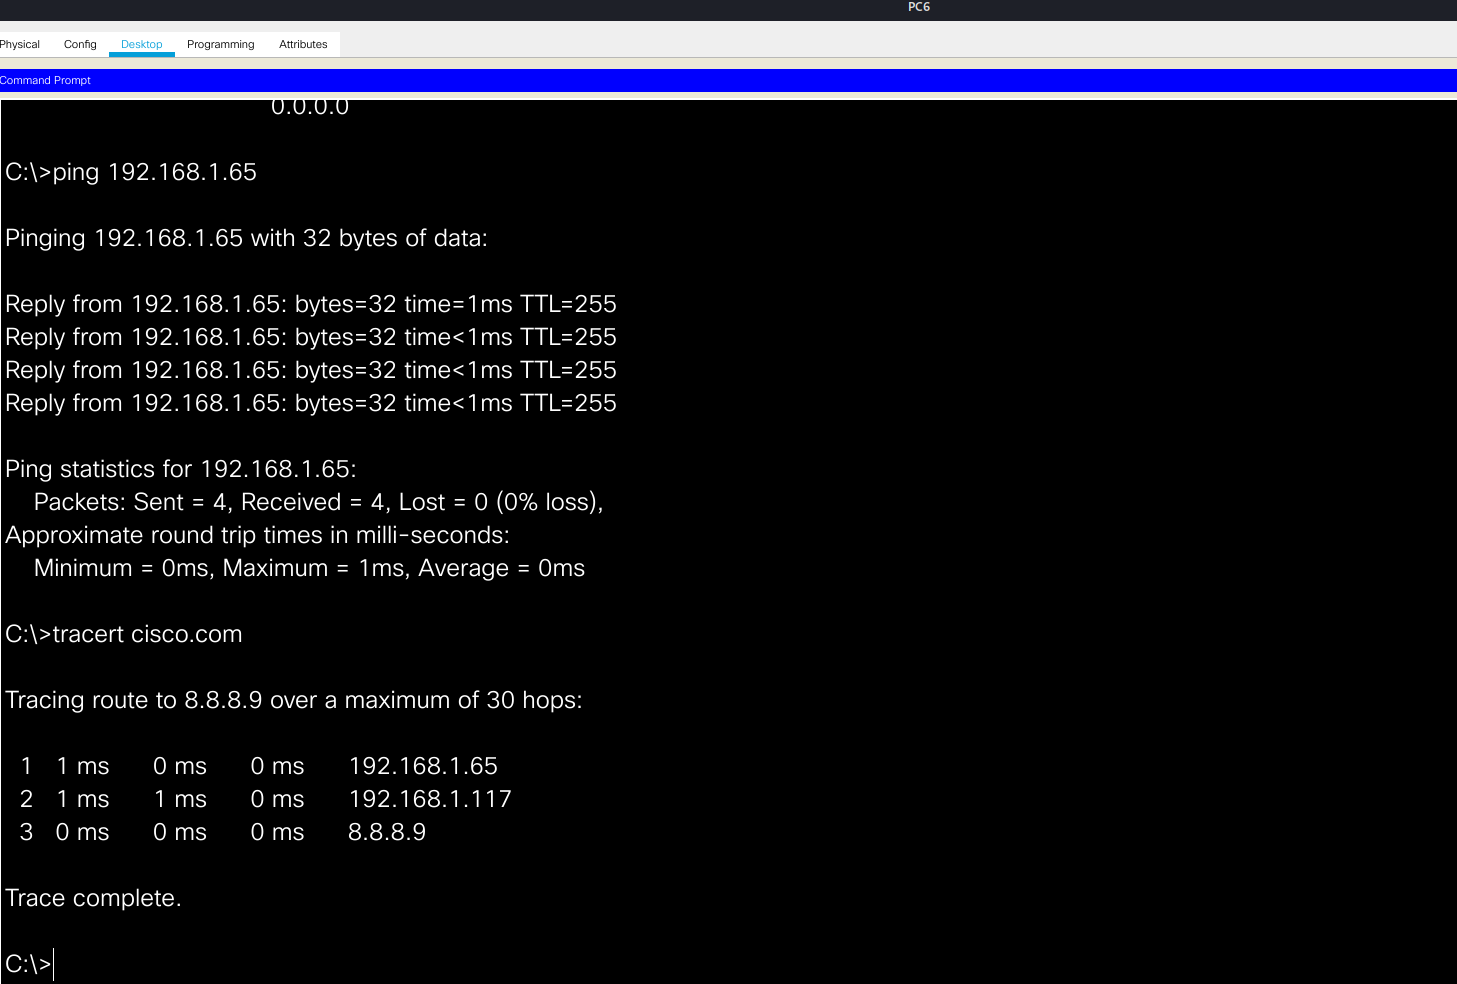 PC6
Physical Config Desktop Programming Attributes
Command Prompt
0.0.0.0
C:\>ping 192.168.1.65
Pinging 192.168.1.65 with 32 bytes of data:
Reply from 192.168.1.65: bytes=32 time=1ms TTL=255
Reply from 192.168.1.65: bytes=32 time<1ms TTL=255
Reply from 192.168.1.65: bytes=32 time<1ms TTL=255
Reply from 192.168.1.65: bytes=32 time<1ms TTL=255
Ping statistics for 192.168.1.65:
Packets: Sent = 4, Received = 4, Lost = 0 (0% loss),
Approximate round trip times in milli-seconds:
Minimum = 0ms, Maximum = 1ms, Average = 0ms
C:\>tracert cisco.com
Tracing route to 8.8.8.9 over a maximum of 30 hops:
1 1 ms 0 ms 0 ms 192.168.1.65
2 1 ms 1 ms 0 ms 192.168.1.117
3 0 ms 0 ms 0 ms 8.8.8.9
Trace complete.
C:\>